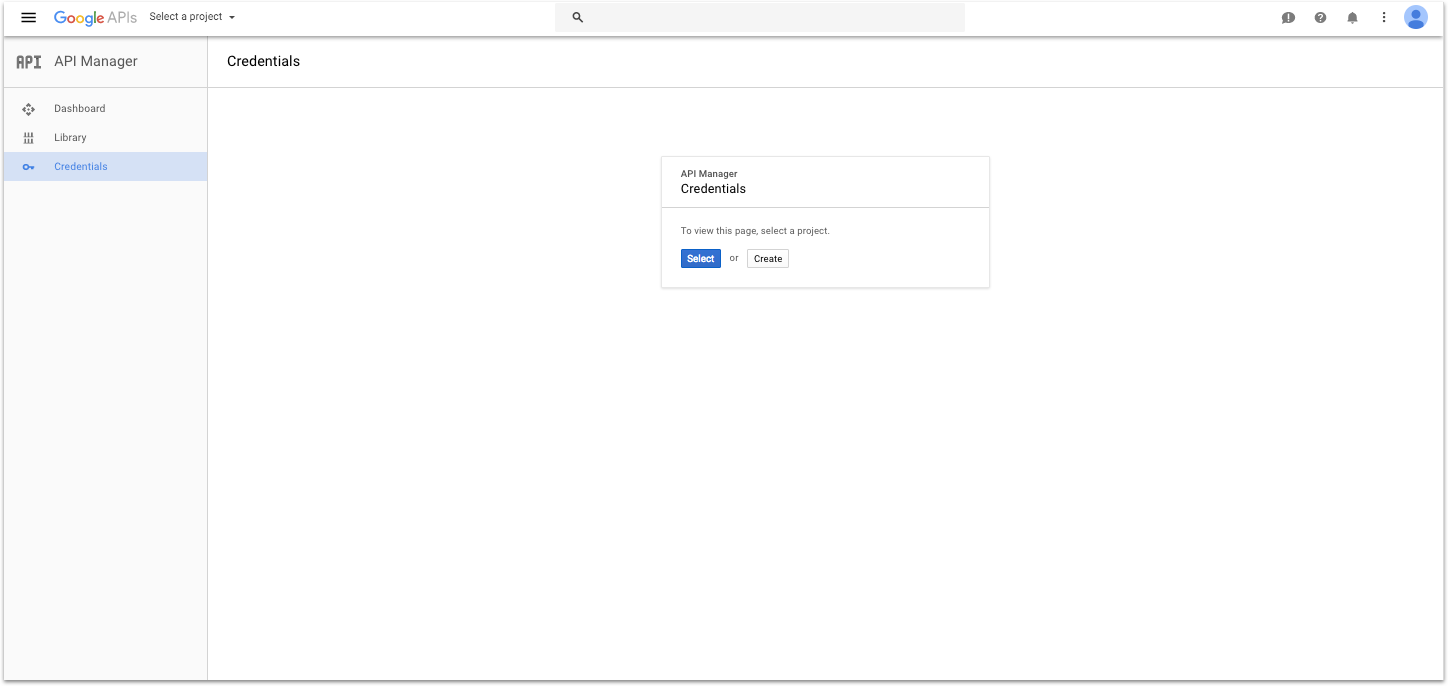 Google APIs Select a project
API API Manager
Credentials
Dashboard
Library
Credentials
API Manager
Credentials
To view this page, select a project.
Select or Create